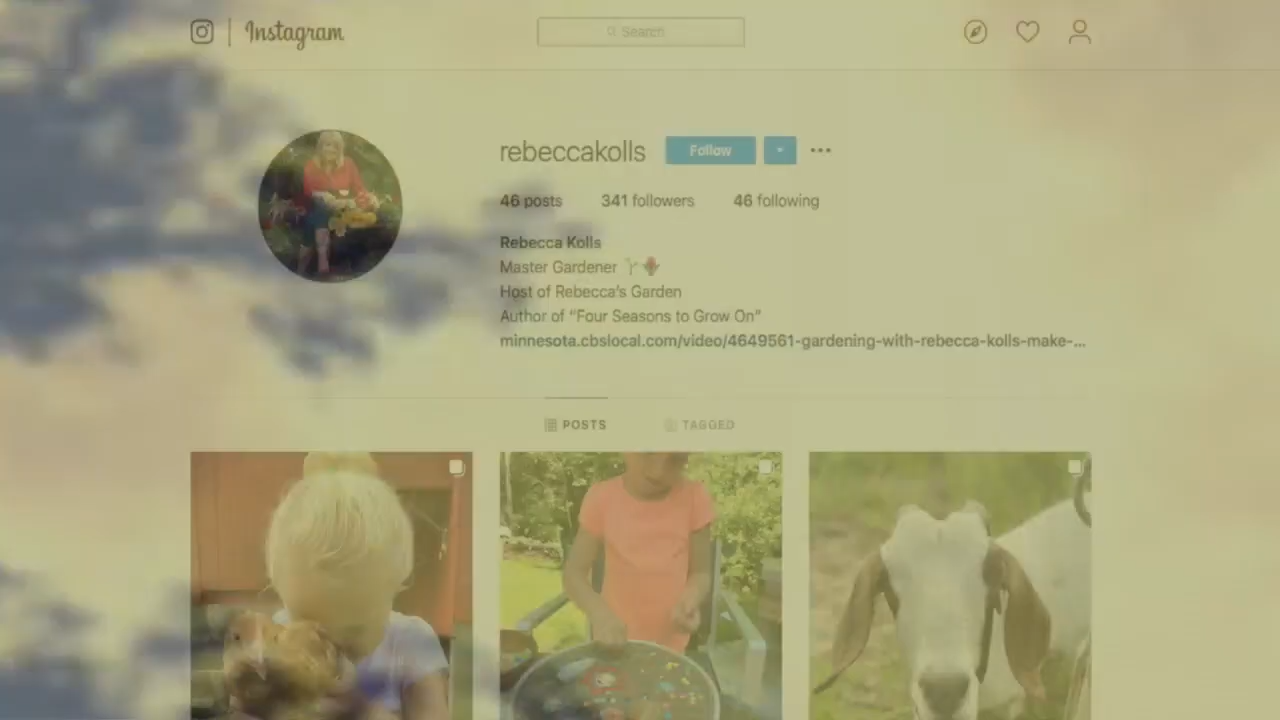 Instagram
Search
rebeccakolls Follow
46 posts 341 followers 46 following
Rebecca Kolls
Master Gardener
Host of Rebecca's Garden
Author of "Four Seasons to Grow On"
minnesota.cbslocal.com/video/4649561-gardening-with-rebecca-kolls-make-...
POSTS TAGGED